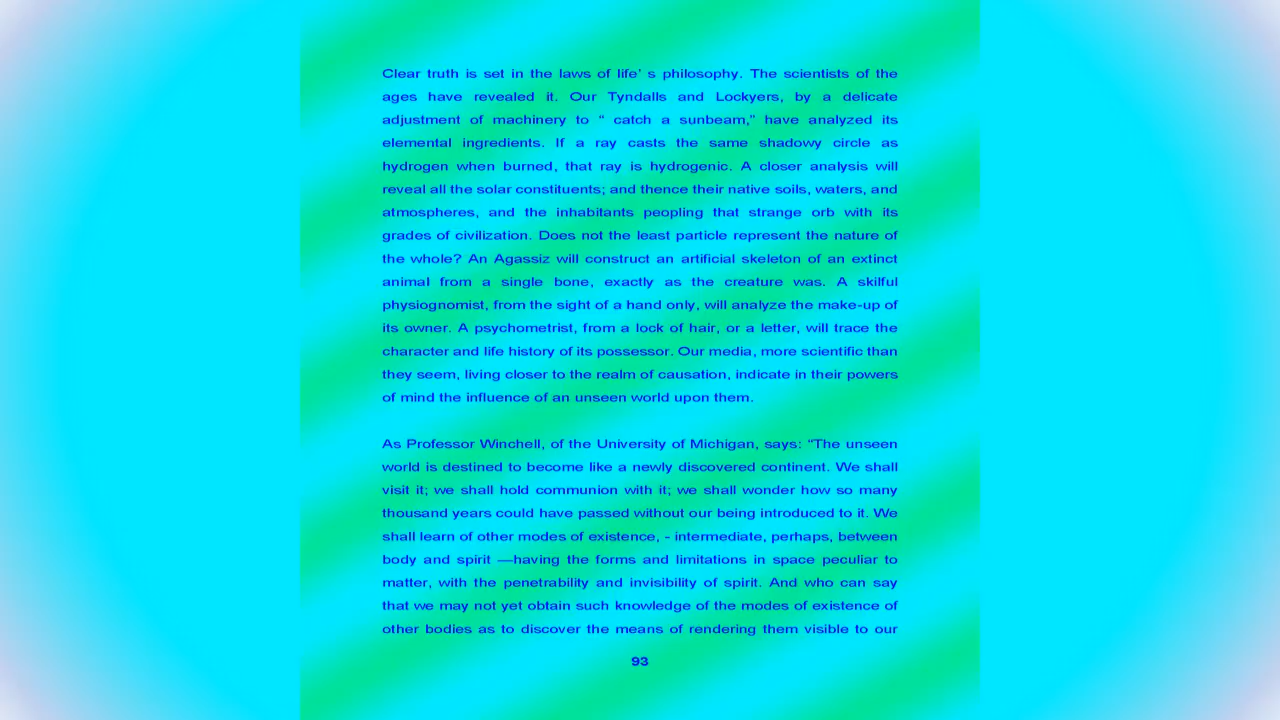 Clear truth is set in the laws of life’ s philosophy. The scientists of the
ages have revealed it. Our Tyndalls and Lockyers, by a delicate
adjustment of machinery to “ catch a sunbeam,” have analyzed its
elemental ingredients. If a ray casts the same shadowy circle as
hydrogen when burned, that ray is hydrogenic. A closer analysis will
reveal all the solar constituents; and thence their native soils, waters, and
atmospheres, and the inhabitants peopling that strange orb with its
grades of civilization. Does not the least particle represent the nature of
the whole? An Agassiz will construct an artificial skeleton of an extinct
animal from a single bone, exactly as the creature was. A skilful
physiognomist, from the sight of a hand only, will analyze the make-up of
its owner. A psychometrist, from a lock of hair, or a letter, will trace the
character and life history of its possessor. Our media, more scientific than
they seem, living closer to the realm of causation, indicate in their powers
of mind the influence of an unseen world upon them.
As Professor Winchell, of the University of Michigan, says: “The unseen
world is destined to become like a newly discovered continent. We shall
visit it; we shall hold communion with it; we shall wonder how so many
thousand years could have passed without our being introduced to it. We
shall learn of other modes of existence, - intermediate, perhaps, between
body and spirit —having the forms and limitations in space peculiar to
matter, with the penetrability and invisibility of spirit. And who can say
that we may not yet obtain such knowledge of the modes of existence of
other bodies as to discover the means of rendering them visible to our
93